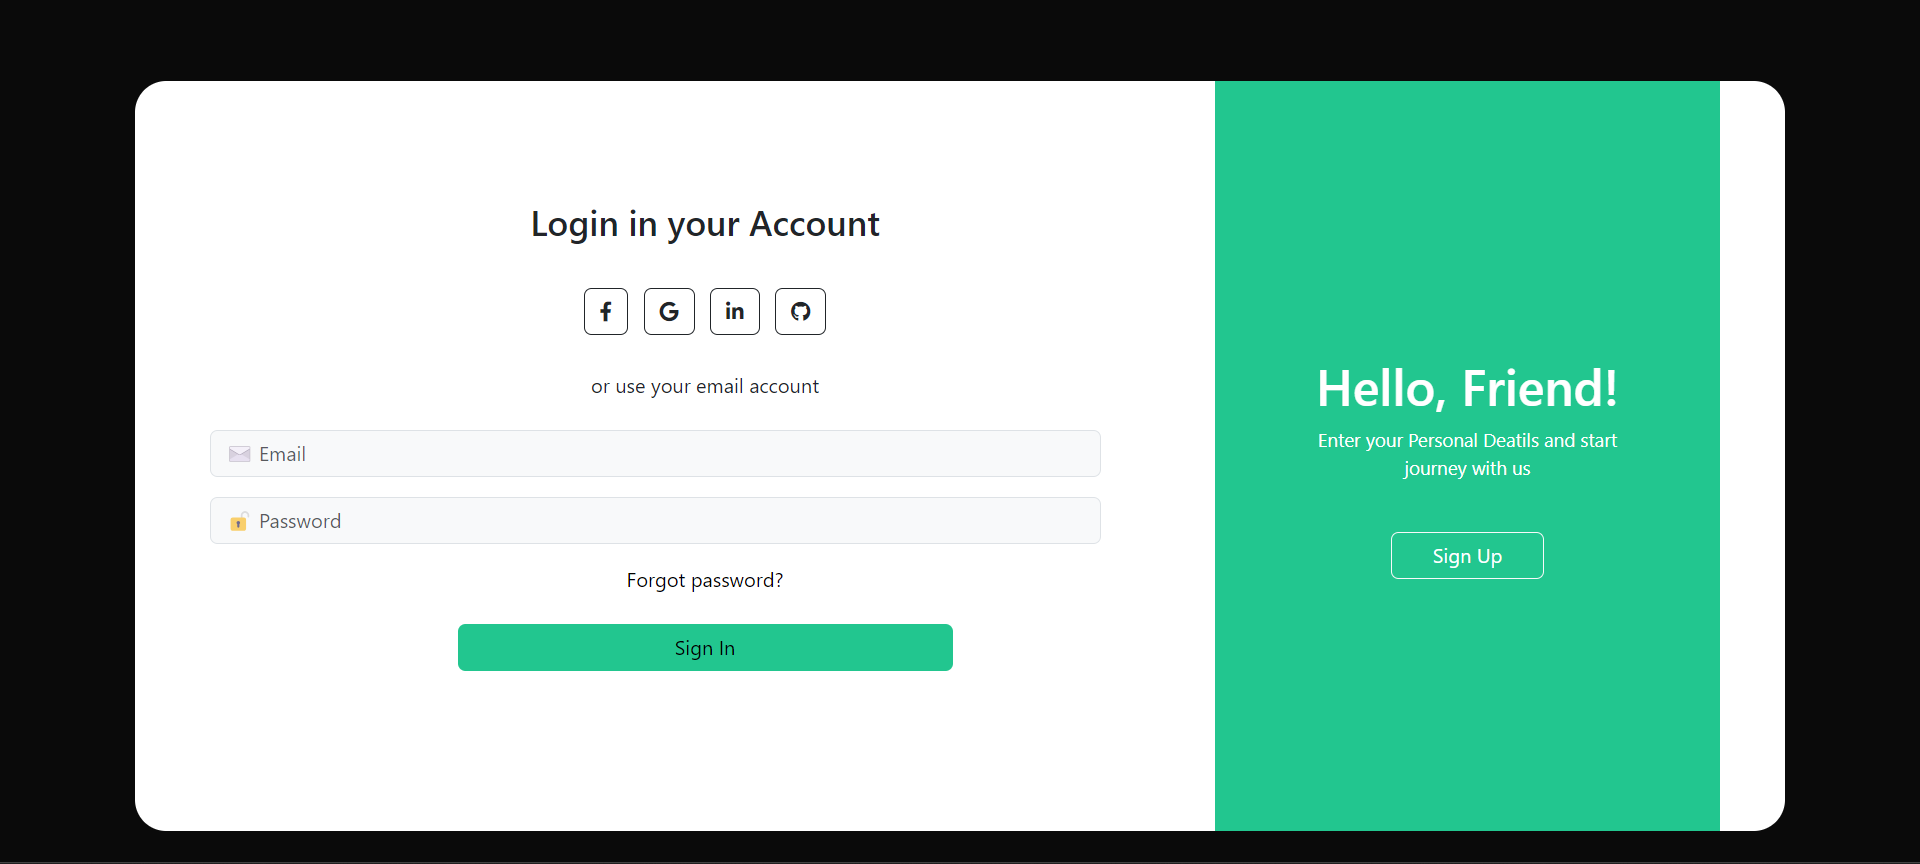 Login in your Account
or use your email account
Email
Password
Forgot password?
Sign In
Hello, Friend!
Enter your Personal Deatils and start
journey with us
Sign Up